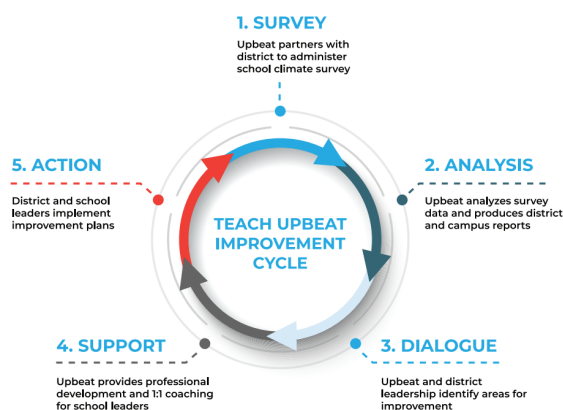 1. SURVEY
Upbeat partners with
district to administer
school climate survey
2. ANALYSIS
Upbeat analyzes survey
data and produces district
and campus reports
3. DIALOGUE
Upbeat and district
leadership identify areas for
improvement
4. SUPPORT
Upbeat provides professional
development and 1:1 coaching
for school leaders
5. ACTION
District and school
leaders implement
improvement plans
TEACH UPBEAT
IMPROVEMENT
CYCLE